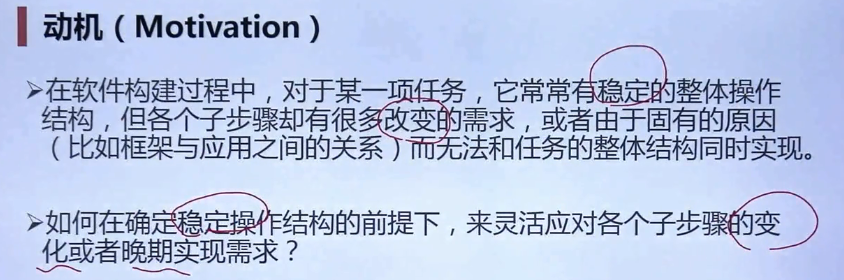 动机（Motivation）
➢在软件构建过程中，对于某一项任务，它常常有稳定的整体操作
结构，但各个子步骤却有很多改变的需求，或者由于固有的原因
（比如框架与应用之间的关系）而无法和任务的整体结构同时实现。
➢如何在确定稳定操作结构的前提下，来灵活应对各个子步骤的变
化或者晚期实现需求？